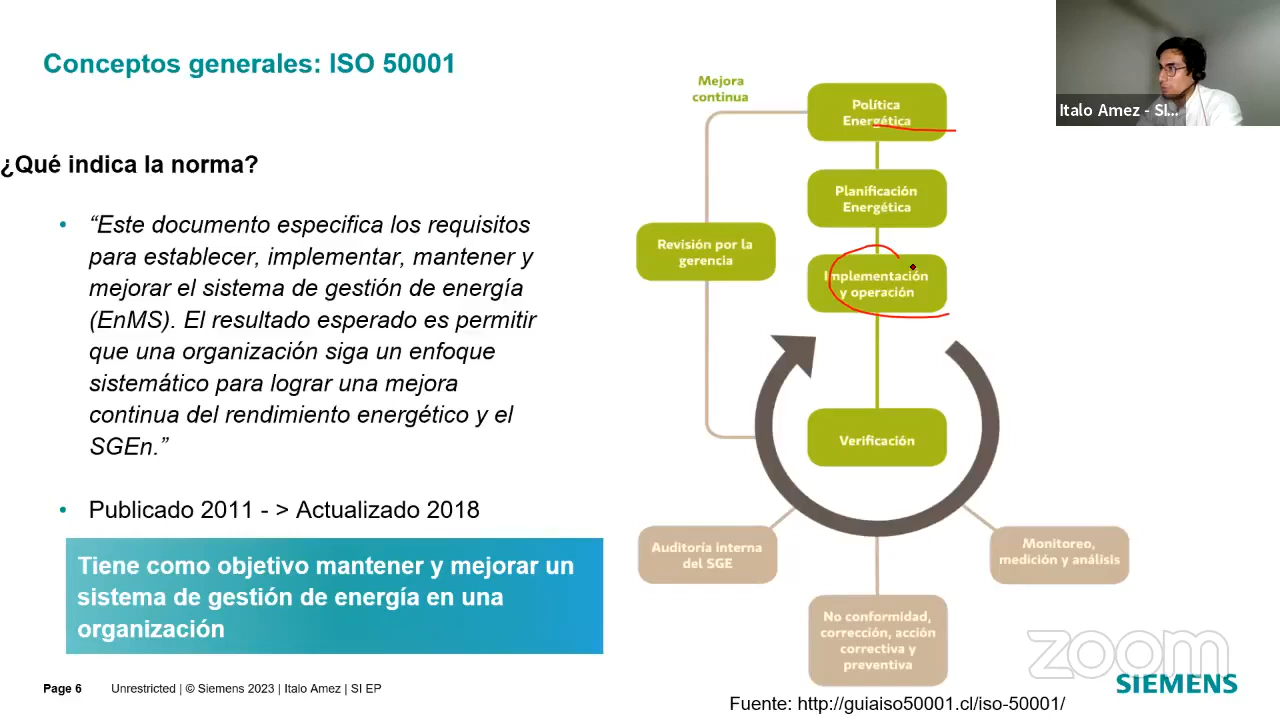 Conceptos generales: ISO 50001
¿Qué indica la norma?
• “Este documento especifica los requisitos
para establecer, implementar, mantener y
mejorar el sistema de gestión de energía
(EnMS). El resultado esperado es permitir
que una organización siga un enfoque
sistemático para lograr una mejora
continua del rendimiento energético y el
SGEn.”
• Publicado 2011 - > Actualizado 2018
Tiene como objetivo mantener y mejorar un
sistema de gestión de energía en una
organización
Mejora
continua
Política
Energética
Planificación
Energética
Revisión por la
gerencia
Implementación
y operación
Verificación
Auditoría interna
del SGE
Monitoreo,
medición y análisis
No conformidad,
corrección, acción
correctiva y
preventiva
Italo Amez - SI...
zoom
SIEMENS
Page 6 Unrestricted | © Siemens 2023 | Italo Amez | SI EP
Fuente: http://guiaiso50001.cl/iso-50001/